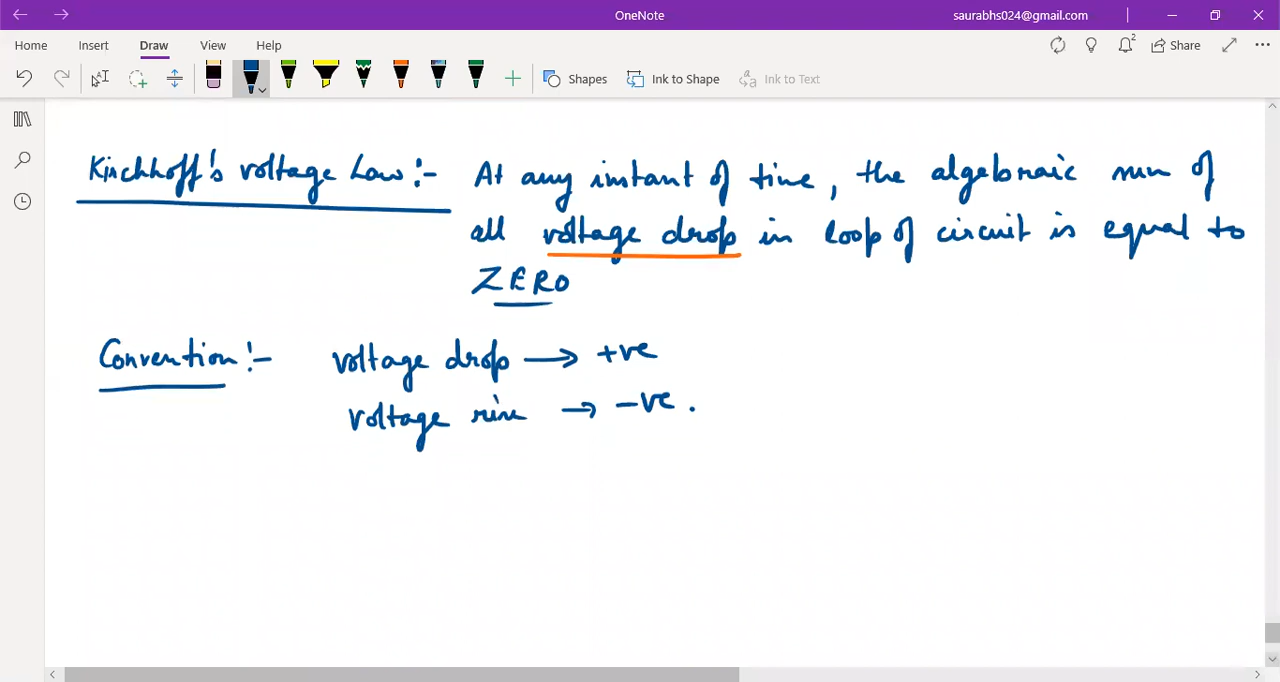 OneNote
saurabhs024@gmail.com
Home Insert Draw View Help
Share
Shapes Ink to Shape Ink to Text
Kirchhoff's voltage Law:- At any instant of time, the algebraic sum of
all voltage drop in loop of circuit is equal to
ZERO
Convention:- voltage drop → +ve
voltage rise → -ve.